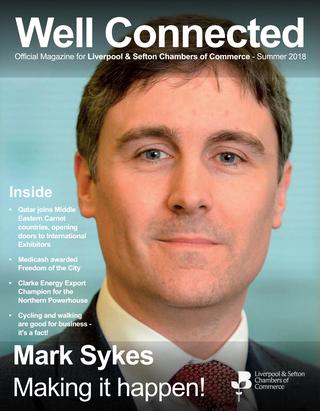 Well Connected
Official Magazine for Liverpool & Sefton Chambers of Commerce - Summer 2018
Inside
• Qatar joins Middle
Eastern Carnet
countries, opening
doors to International
Exhibitors
• Medicash awarded
Freedom of the City
• Clarke Energy Export
Champion for the
Northern Powerhouse
• Cycling and walking
are good for business -
it's a fact!
Mark Sykes
Making it happen!
Liverpool & Sefton
Chambers of
Commerce